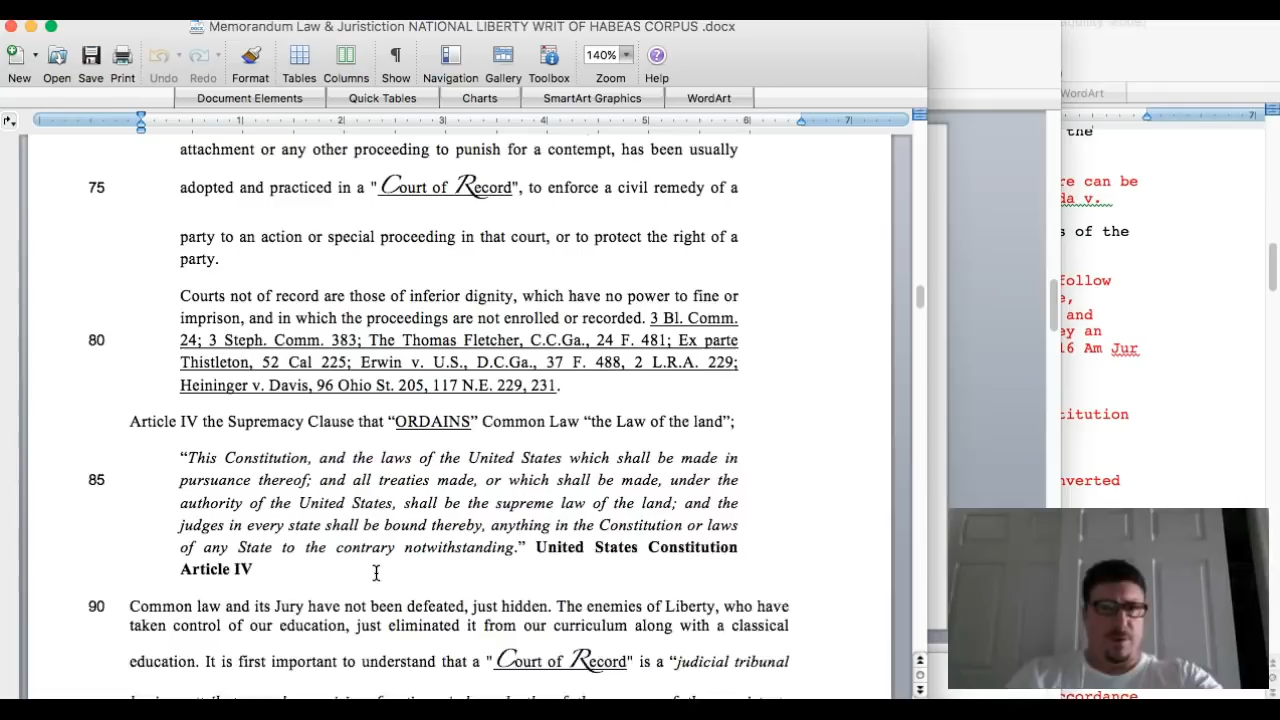 Memorandum Law & Juristiction NATIONAL LIBERTY WRIT OF HABEAS CORPUS .docx
New Open Save Print Undo Redo Format Tables Columns Show Navigation Gallery Toolbox 140% Zoom Help
Document Elements Quick Tables Charts SmartArt Graphics WordArt
WordArt
1 2 3 4 5 6 7
7
the
attachment or any other proceeding to punish for a contempt, has been usually
75 adopted and practiced in a "Court of Record", to enforce a civil remedy of a
party to an action or special proceeding in that court, or to protect the right of a
party.
Courts not of record are those of inferior dignity, which have no power to fine or
imprison, and in which the proceedings are not enrolled or recorded. 3 Bl. Comm.
80 24; 3 Steph. Comm. 383; The Thomas Fletcher, C.C.Ga., 24 F. 481; Ex parte
Thistleton, 52 Cal 225; Erwin v. U.S., D.C.Ga., 37 F. 488, 2 L.R.A. 229;
Heininger v. Davis, 96 Ohio St. 205, 117 N.E. 229, 231.
Article IV the Supremacy Clause that “ORDAINS” Common Law “the Law of the land”;
“This Constitution, and the laws of the United States which shall be made in
85 pursuance thereof; and all treaties made, or which shall be made, under the
authority of the United States, shall be the supreme law of the land; and the
judges in every state shall be bound thereby, anything in the Constitution or laws
of any State to the contrary notwithstanding.” United States Constitution
Article IV
90 Common law and its Jury have not been defeated, just hidden. The enemies of Liberty, who have
taken control of our education, just eliminated it from our curriculum along with a classical
education. It is first important to understand that a "Court of Record" is a “judicial tribunal
re can be
da v.
s of the
follow
e,
and
ey an
16 Am Jur
titution
nverted
ccordance